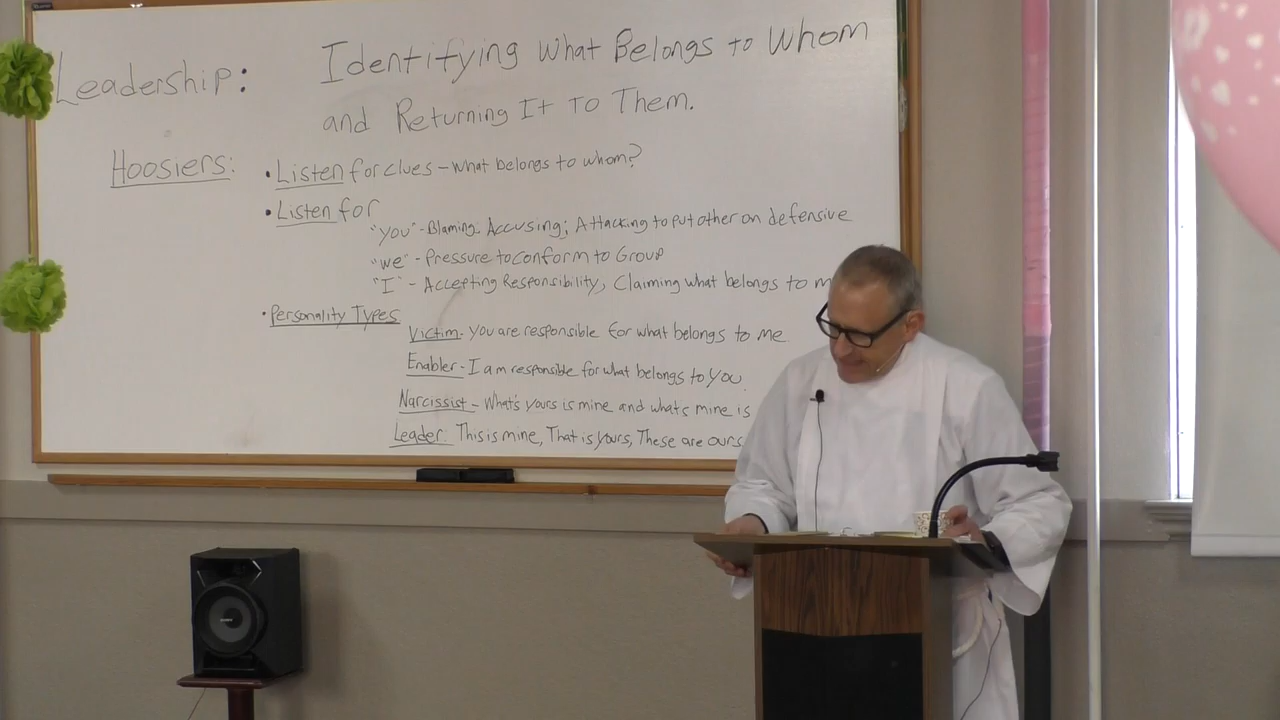 Leadership: Identifying What Belongs to Whom
and Returning It To Them.
Hoosiers: • Listen for clues - what belongs to whom?
• Listen for
"you" - Blaming; Accusing; Attacking to put other on defensive
"we" - Pressure to conform to Group
"I" - Accepting Responsibility, Claiming what belongs to m
• Personality Types
Victim - You are responsible for what belongs to me
Enabler - I am responsible for what belongs to you.
Narcissist - What's yours is mine and what's mine is
Leader This is mine, That is yours, These are ours